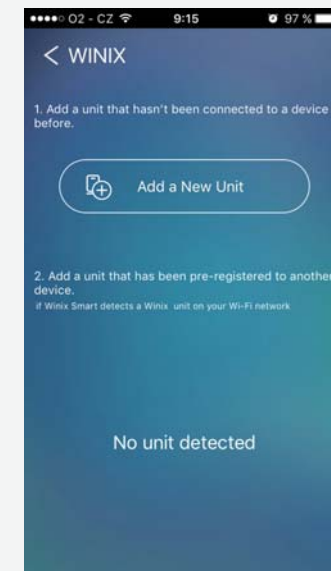 O2 - CZ 9:15 97 %
< WINIX
1. Add a unit that hasn't been connected to a device
before.
Add a New Unit
2. Add a unit that has been pre-registered to another
device.
if Winix Smart detects a Winix unit on your Wi-Fi network
No unit detected